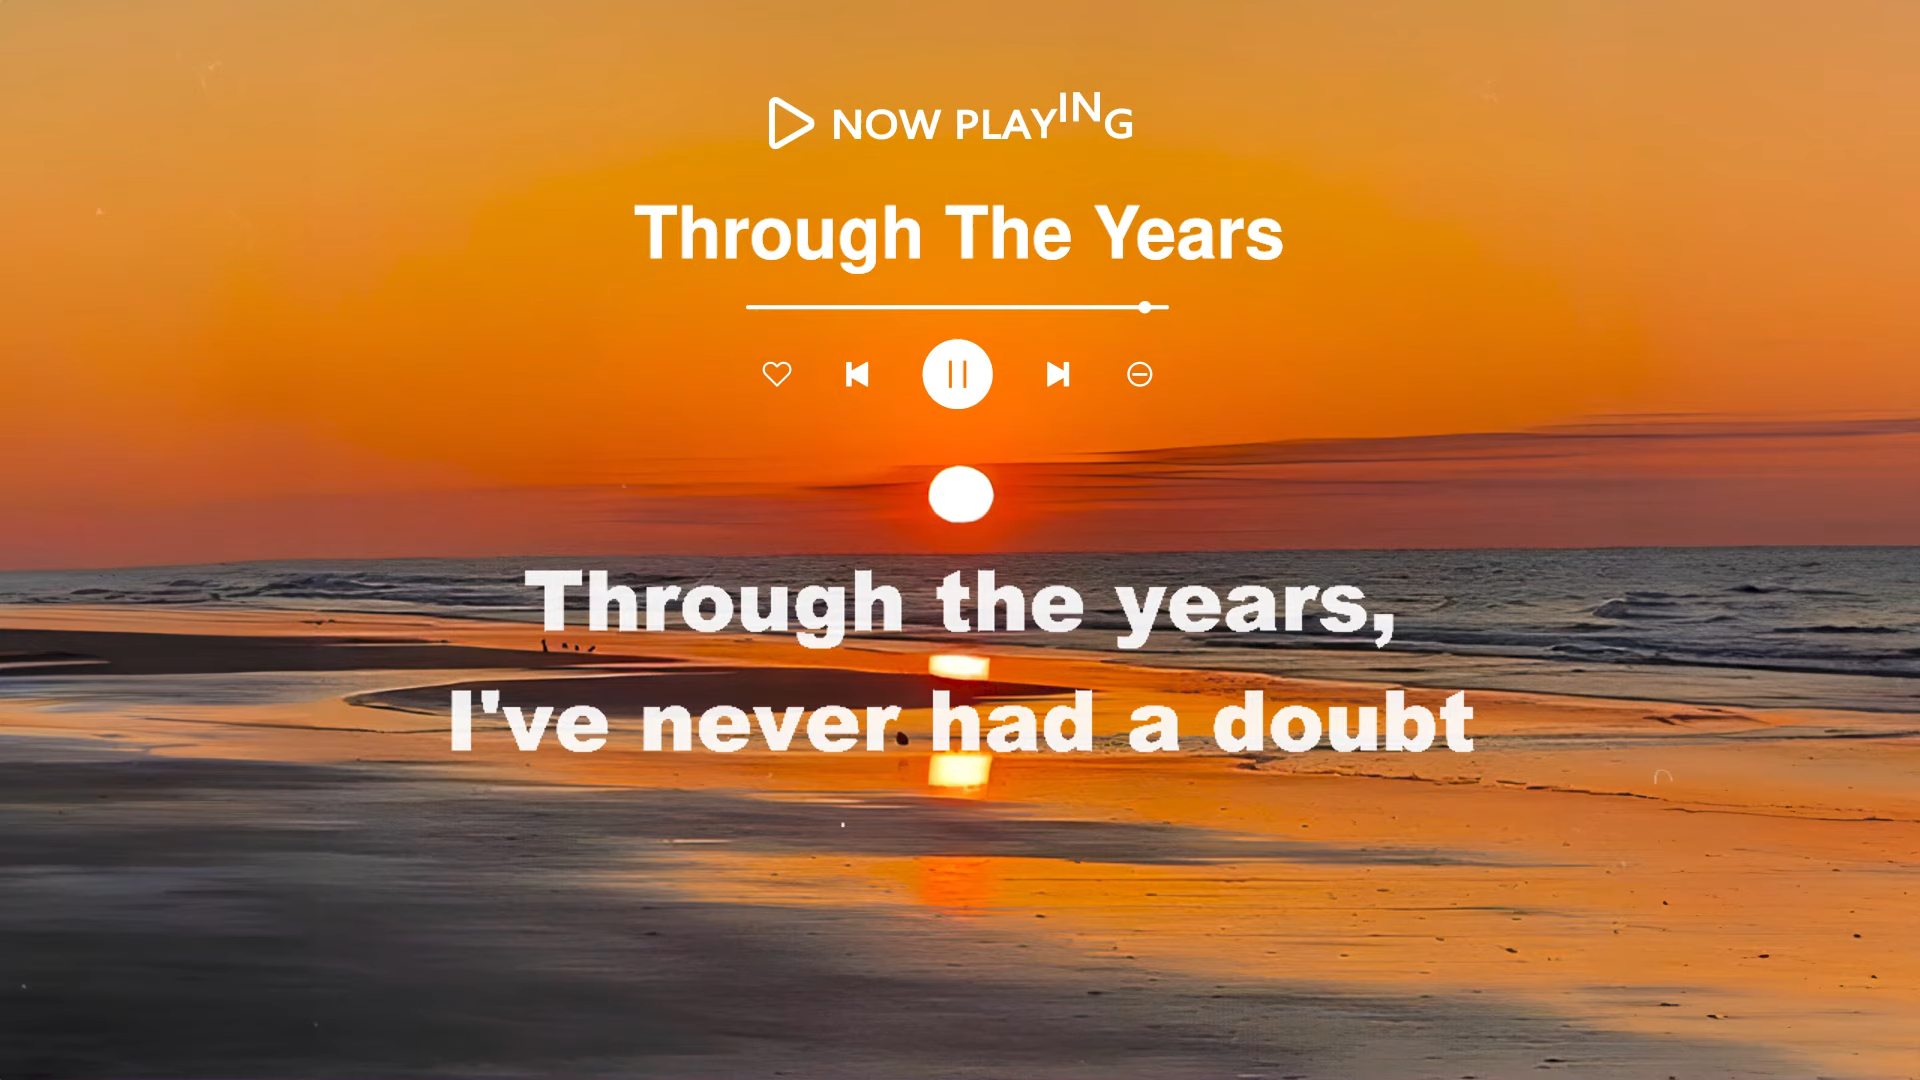 NOW PLAYING
Through The Years
Through the years,
I've never had a doubt